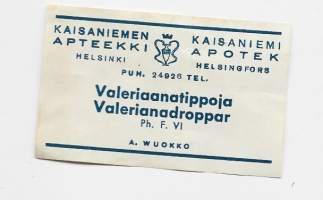 KAISANIEMEN KAISANIEMI
APTEEKKI APOTEK
HELSINKI HELSINGFORS
PUH. 24926 TEL.
Valeriaanatippoja
Valerianadroppar
Ph. F. VI
A. WUOKKO